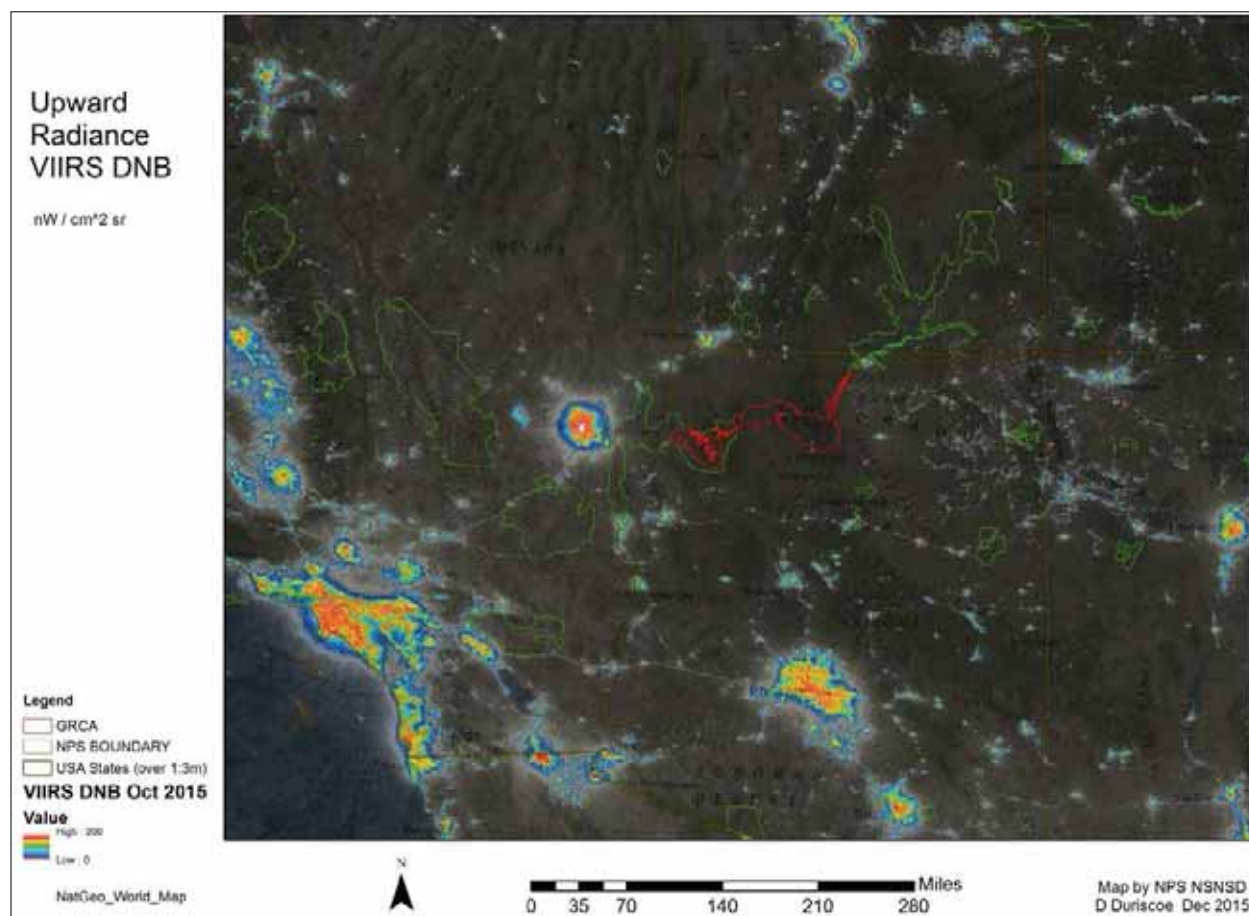 Upward
Radiance
VIIRS DNB
nW / cm^2 sr
Legend
GRCA
NPS BOUNDARY
USA States (over 1:3m)
VIIRS DNB Oct 2015
Value
High : 200
Low : 0
NatGeo_World_Map
N
Miles
0 35 70 140 210 280
Map by NPS NSNSD
D Duriscoe Dec 2015